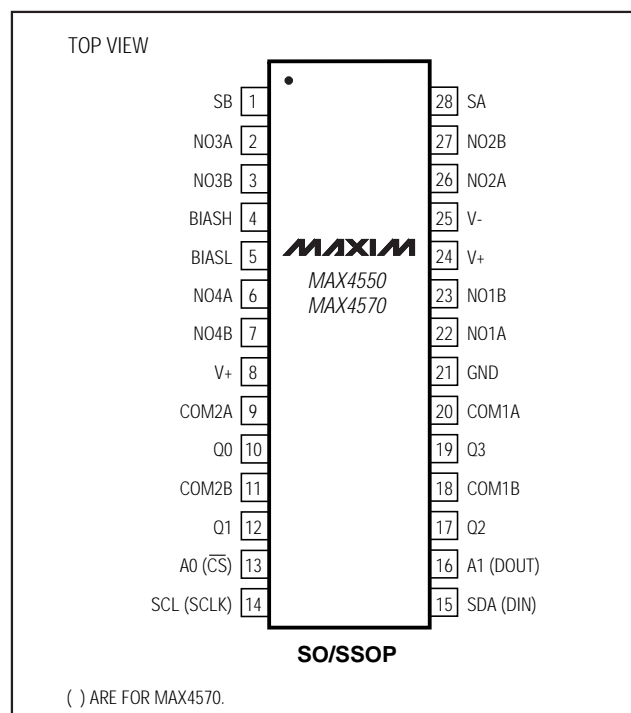 TOP VIEW
SB 1
NO3A 2
NO3B 3
BIASH 4
BIASL 5
NO4A 6
NO4B 7
V+ 8
COM2A 9
Q0 10
COM2B 11
Q1 12
A0 (C̅S̅) 13
SCL (SCLK) 14
MAXIM
MAX4550
MAX4570
28 SA
27 NO2B
26 NO2A
25 V-
24 V+
23 NO1B
22 NO1A
21 GND
20 COM1A
19 Q3
18 COM1B
17 Q2
16 A1 (DOUT)
15 SDA (DIN)
SO/SSOP
( ) ARE FOR MAX4570.